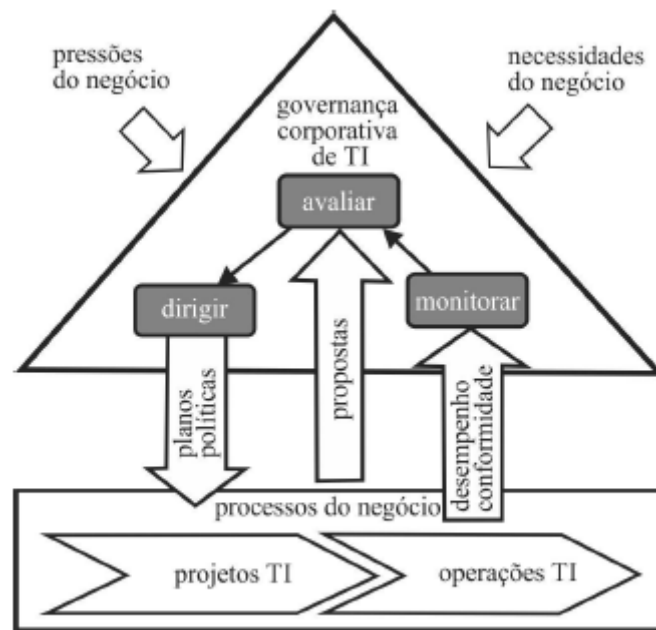 pressões
do negócio
necessidades
do negócio
governança
corporativa
de TI
avaliar
dirigir
monitorar
planos
políticas
propostas
desempenho
conformidade
processos do negócio
projetos TI
operações TI